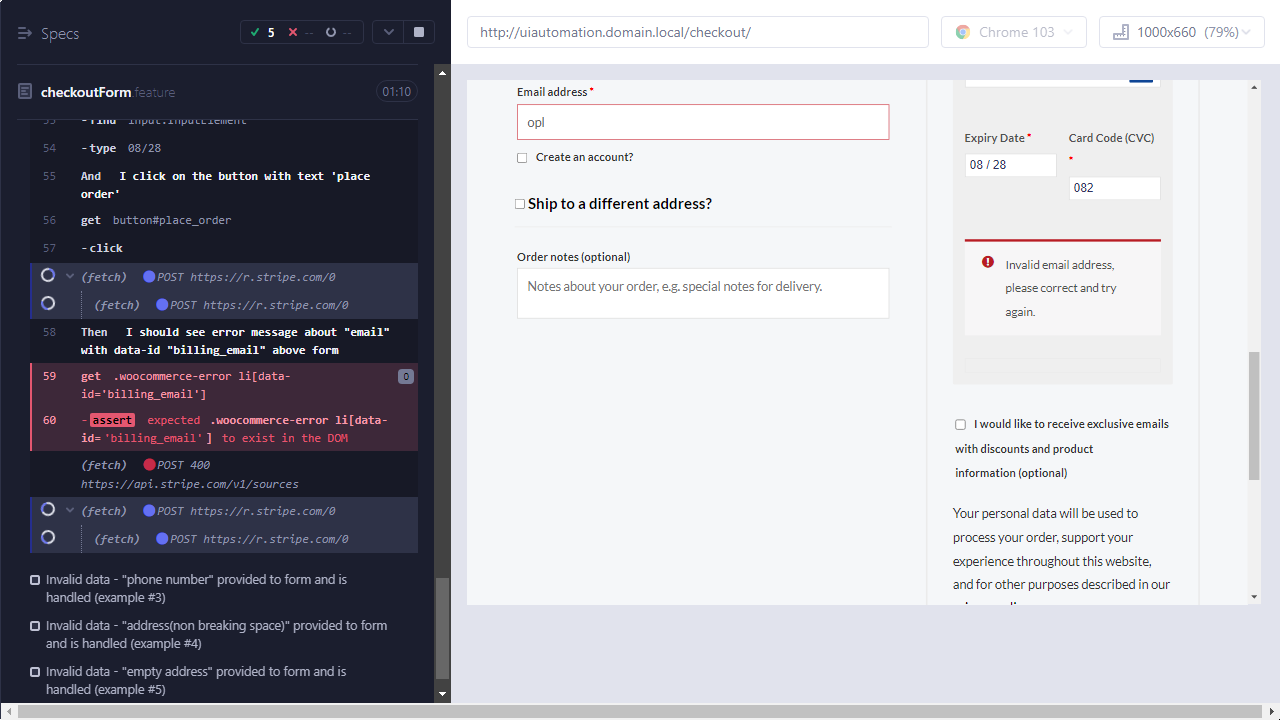 Specs
5
--
--
http://uiautomation.domain.local/checkout/
Chrome 103
1000x660 (79%)
checkoutForm.feature
01:10
53 -find input.InputElement
54 -type 08/28
55 And I click on the button with text 'place
order'
56 get button#place_order
57 -click
(fetch) POST https://r.stripe.com/0
(fetch) POST https://r.stripe.com/0
58 Then I should see error message about "email"
with data-id "billing_email" above form
59 get .woocommerce-error li[data-
id='billing_email']
0
60 -assert expected .woocommerce-error li[data-
id='billing_email'] to exist in the DOM
(fetch) POST 400
https://api.stripe.com/v1/sources
(fetch) POST https://r.stripe.com/0
(fetch) POST https://r.stripe.com/0
Invalid data - "phone number" provided to form and is
handled (example #3)
Invalid data - "address(non breaking space)" provided to form
and is handled (example #4)
Invalid data - "empty address" provided to form and is
handled (example #5)
Email address *
opl
Create an account?
Ship to a different address?
Order notes (optional)
Notes about your order, e.g. special notes for delivery.
Expiry Date *
08 / 28
Card Code (CVC)
*
082
Invalid email address,
please correct and try
again.
I would like to receive exclusive emails
with discounts and product
information (optional)
Your personal data will be used to
process your order, support your
experience throughout this website,
and for other purposes described in our